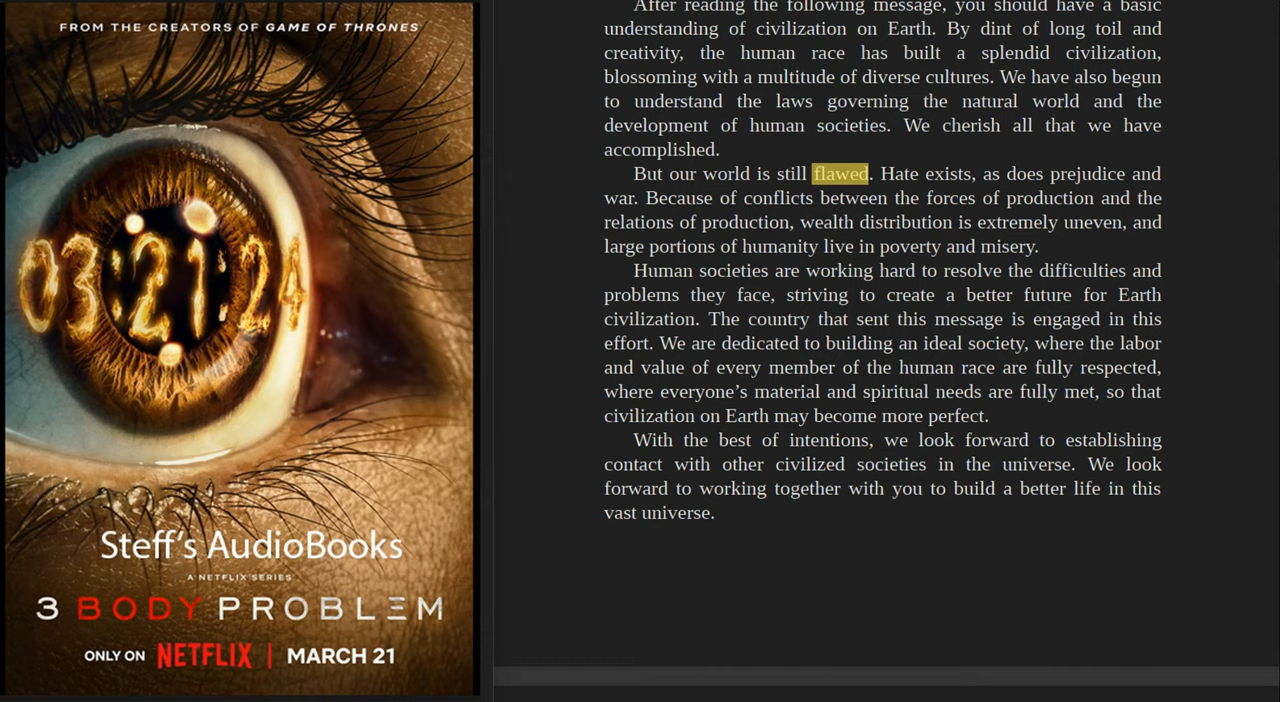 FROM THE CREATORS OF GAME OF THRONES
03:21:24
Steff's AudioBooks
A NETFLIX SERIES
3 BODY PROBLEM
ONLY ON NETFLIX | MARCH 21
After reading the following message, you should have a basic
understanding of civilization on Earth. By dint of long toil and
creativity, the human race has built a splendid civilization,
blossoming with a multitude of diverse cultures. We have also begun
to understand the laws governing the natural world and the
development of human societies. We cherish all that we have
accomplished.
But our world is still flawed. Hate exists, as does prejudice and
war. Because of conflicts between the forces of production and the
relations of production, wealth distribution is extremely uneven, and
large portions of humanity live in poverty and misery.
Human societies are working hard to resolve the difficulties and
problems they face, striving to create a better future for Earth
civilization. The country that sent this message is engaged in this
effort. We are dedicated to building an ideal society, where the labor
and value of every member of the human race are fully respected,
where everyone’s material and spiritual needs are fully met, so that
civilization on Earth may become more perfect.
With the best of intentions, we look forward to establishing
contact with other civilized societies in the universe. We look
forward to working together with you to build a better life in this
vast universe.